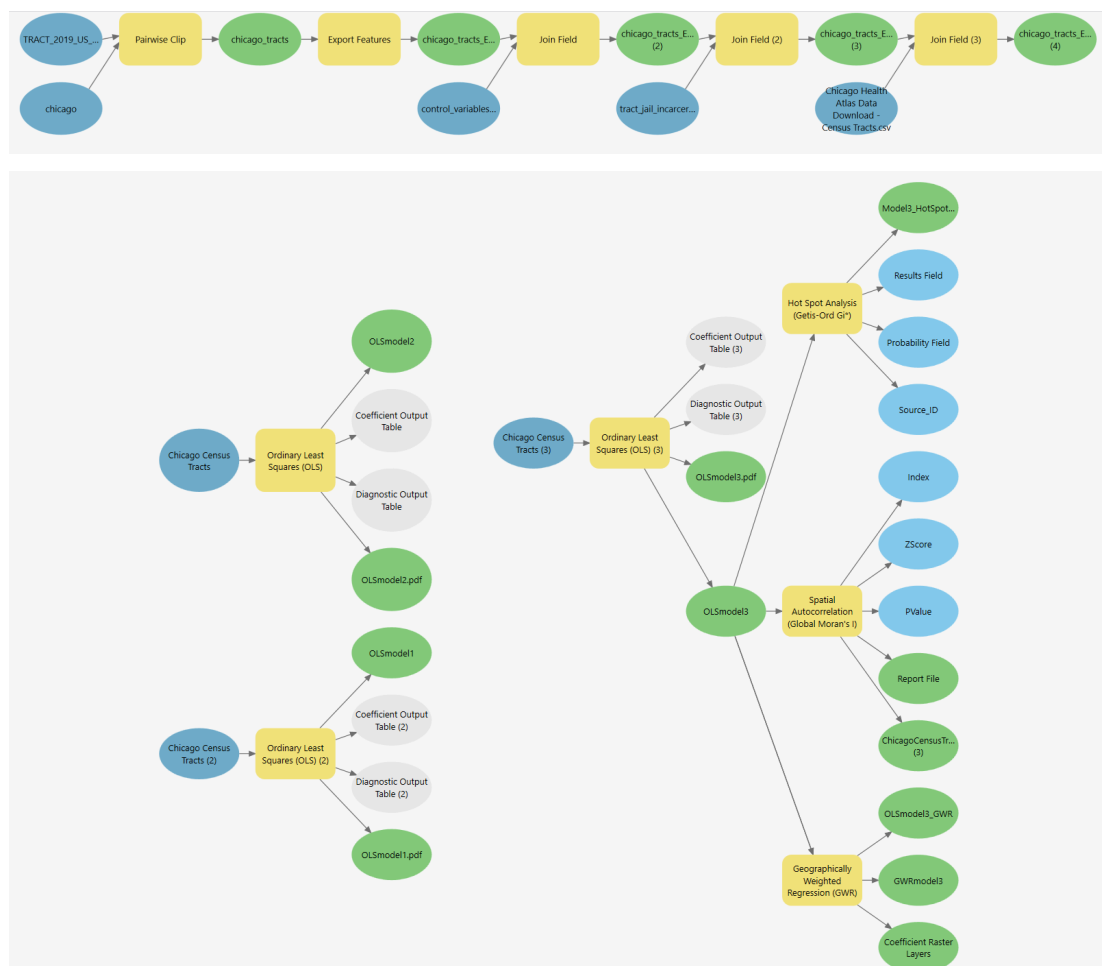 TRACT_2019_US_...
Pairwise Clip
chicago_tracts
Export Features
chicago_tracts_E...
Join Field
chicago_tracts_E...
(2)
Join Field (2)
chicago_tracts_E...
(3)
Join Field (3)
chicago_tracts_E...
(4)
chicago
control_variables...
tract_jail_incarcer...
Chicago Health
Atlas Data
Download -
Census Tracts.csv
OLSmodel2
Coefficient Output
Table
Chicago Census
Tracts
Ordinary Least
Squares (OLS)
Diagnostic Output
Table
OLSmodel2.pdf
OLSmodel1
Coefficient Output
Table (2)
Chicago Census
Tracts (2)
Ordinary Least
Squares (OLS) (2)
Diagnostic Output
Table (2)
OLSmodel1.pdf
Chicago Census
Tracts (3)
Ordinary Least
Squares (OLS) (3)
Coefficient Output
Table (3)
Diagnostic Output
Table (3)
OLSmodel3.pdf
OLSmodel3
Hot Spot Analysis
(Getis-Ord Gi*)
Model3_HotSpot...
Results Field
Probability Field
Source_ID
Spatial
Autocorrelation
(Global Moran's I)
Index
ZScore
PValue
Report File
ChicagoCensusTr...
(3)
Geographically
Weighted
Regression (GWR)
OLSmodel3_GWR
GWRmodel3
Coefficient Raster
Layers